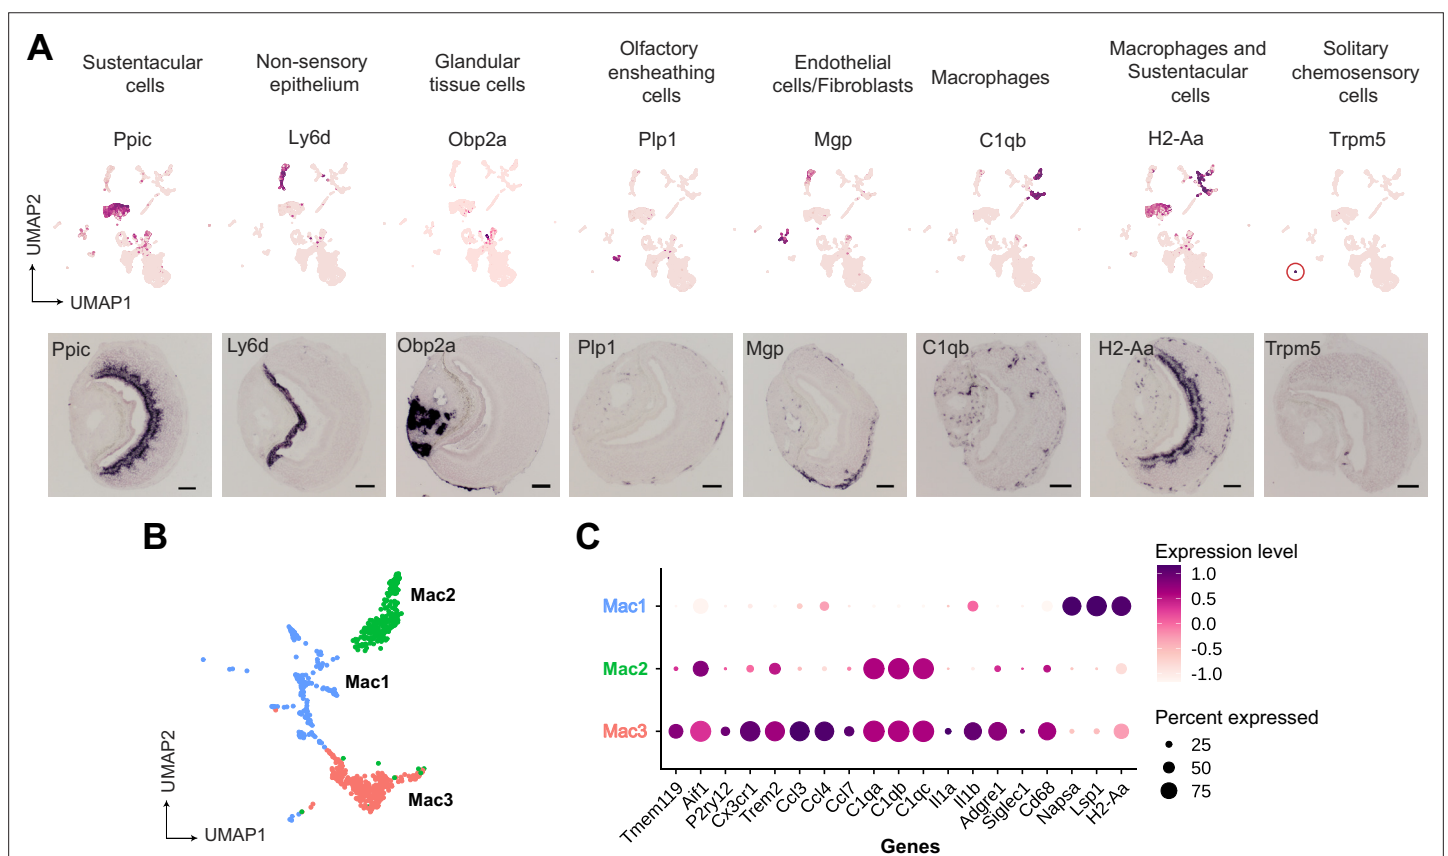 A
Sustentacular
cells
Non-sensory
epithelium
Glandular
tissue cells
Olfactory
ensheathing
cells
Endothelial
cells/Fibroblasts
Macrophages
Macrophages and
Sustentacular
cells
Solitary
chemosensory
cells
Ppic
Ly6d
Obp2a
Plp1
Mgp
C1qb
H2-Aa
Trpm5
UMAP2
UMAP1
Ppic
Ly6d
Obp2a
Plp1
Mgp
C1qb
H2-Aa
Trpm5
B
Mac2
Mac1
Mac3
UMAP2
UMAP1
C
Mac1
Mac2
Mac3
Tmem119
Aif1
P2ry12
Cx3cr1
Trem2
Ccl3
Ccl4
Ccl7
C1qa
C1qb
C1qc
Il1a
Il1b
Adgre1
Siglec1
Cd68
Napsa
Lsp1
H2-Aa
Genes
Expression level
1.0
0.5
0.0
-0.5
-1.0
Percent expressed
25
50
75